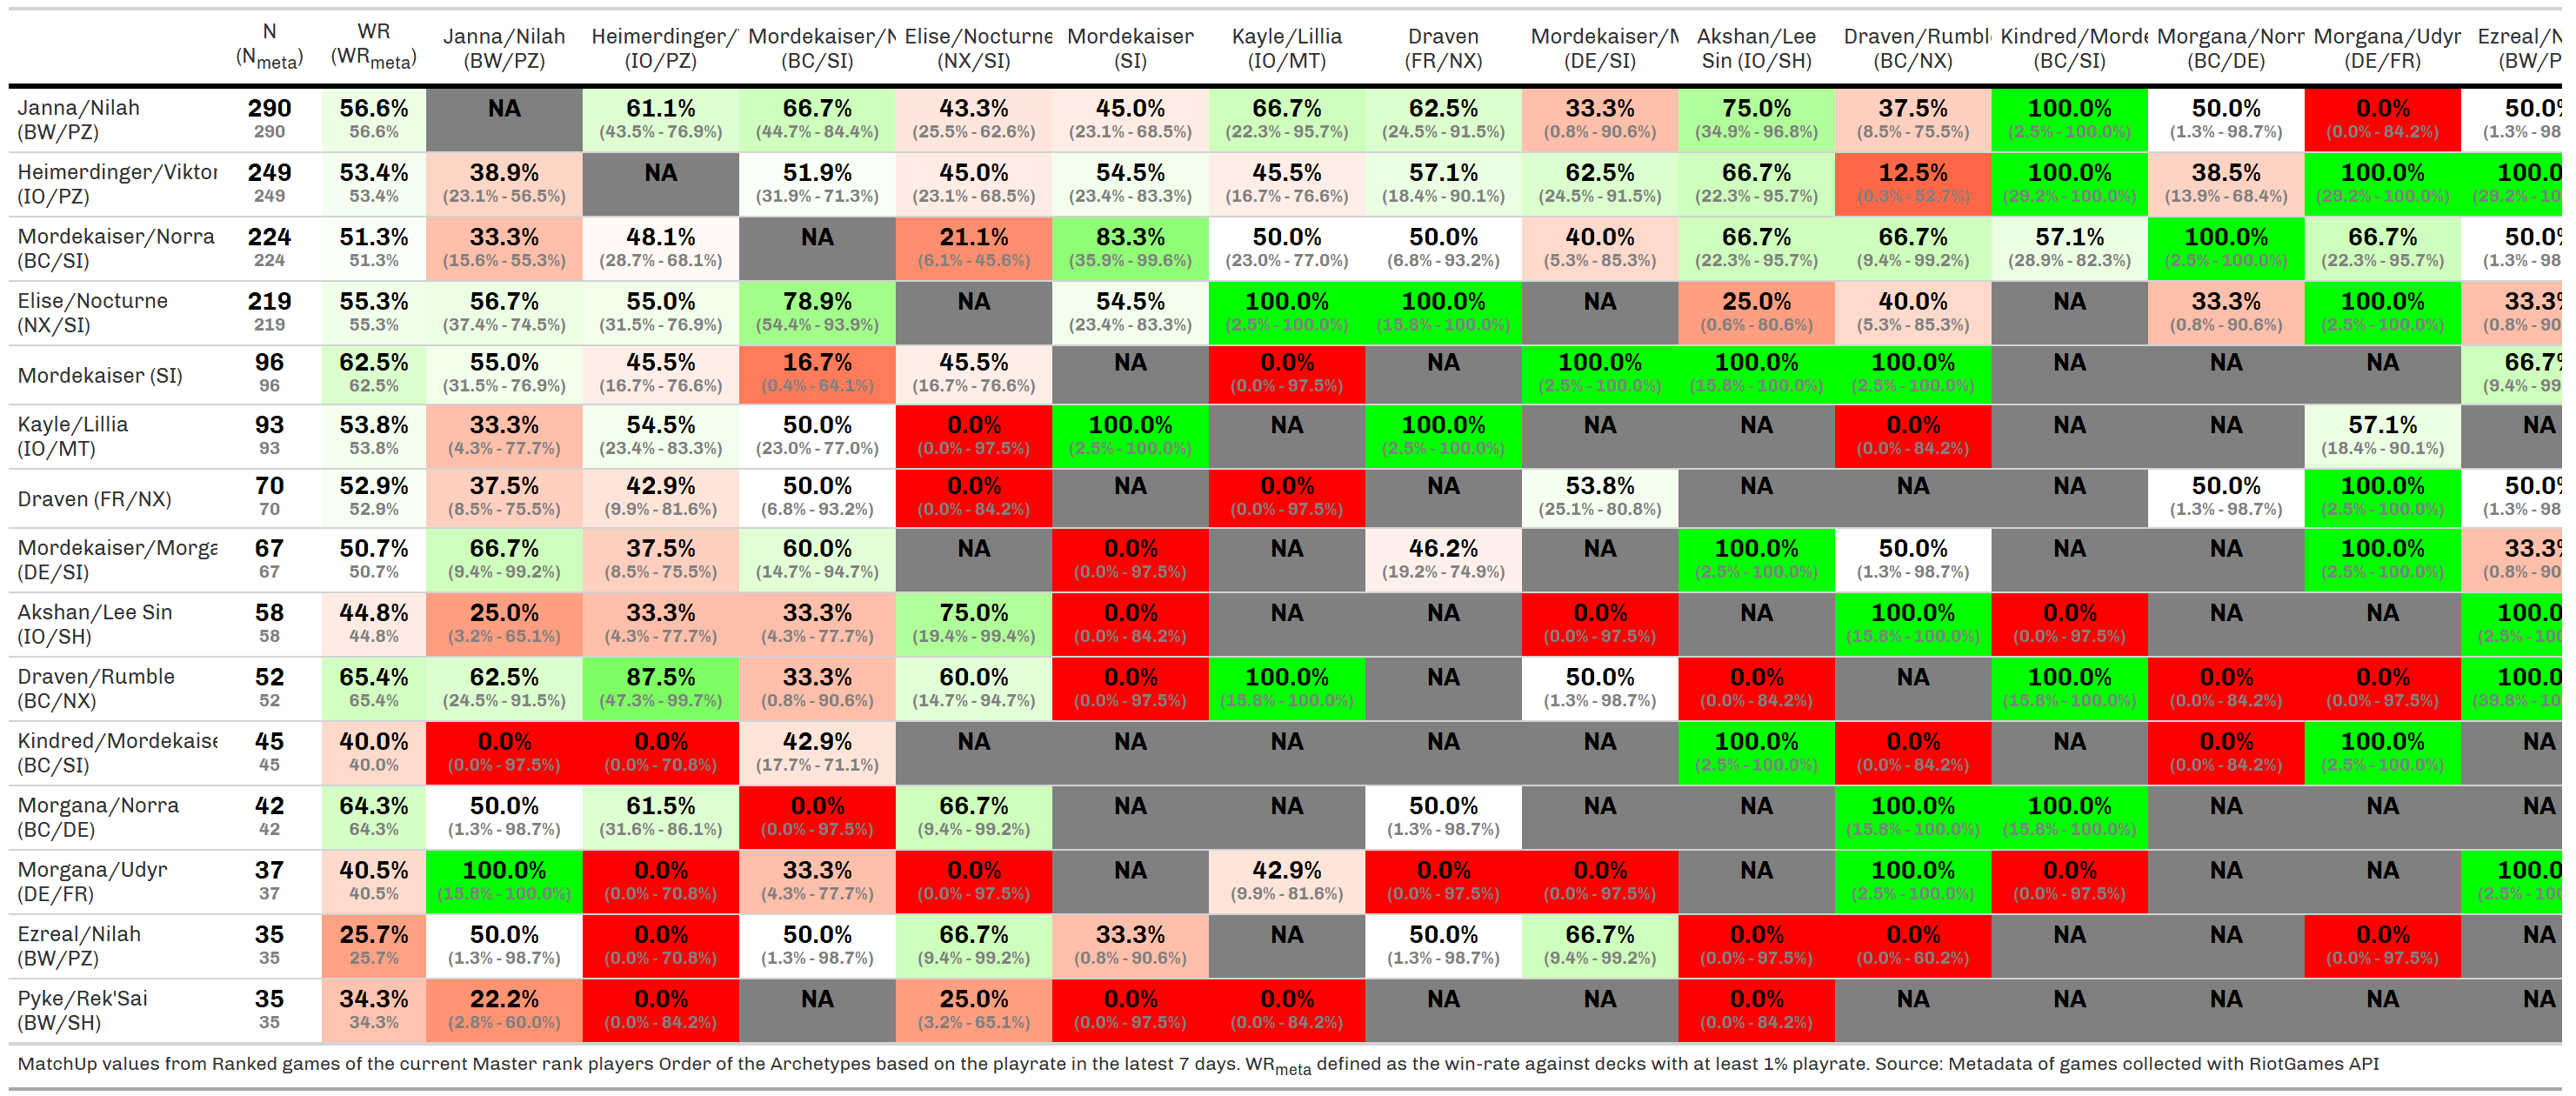 N WR Janna/Nilah Heimerdinger/ Mordekaiser/N Elise/Nocturne Mordekaiser Kayle/Lillia Draven Mordekaiser/M Akshan/Lee Draven/Rumbl Kindred/Morde Morgana/Norr Morgana/Udyr Ezreal/N
(Nmeta) (WRmeta) (BW/PZ) (IO/PZ) (BC/SI) (NX/SI) (SI) (IO/MT) (FR/NX) (DE/SI) Sin (IO/SH) (BC/NX) (BC/SI) (BC/DE) (DE/FR) (BW/P
Janna/Nilah 290 56.6% NA 61.1% 66.7% 43.3% 45.0% 66.7% 62.5% 33.3% 75.0% 37.5% 100.0% 50.0% 0.0% 50.0%
(BW/PZ) 290 56.6% (43.5% - 76.9%) (44.7% - 84.4%) (25.5% - 62.6%) (23.1% - 68.5%) (22.3% - 95.7%) (24.5% - 91.5%) (0.8% - 90.6%) (34.9% - 96.8%) (8.5% - 75.5%) (2.5% - 100.0%) (1.3% - 98.7%) (0.0% - 84.2%) (1.3% - 98
Heimerdinger/Viktor 249 53.4% 38.9% NA 51.9% 45.0% 54.5% 45.5% 57.1% 62.5% 66.7% 12.5% 100.0% 38.5% 100.0% 100.0
(IO/PZ) 249 53.4% (23.1% - 56.5%) (31.9% - 71.3%) (23.1% - 68.5%) (23.4% - 83.3%) (16.7% - 76.6%) (18.4% - 90.1%) (24.5% - 91.5%) (22.3% - 95.7%) (0.3% - 52.7%) (29.2% - 100.0%) (13.9% - 68.4%) (29.2% - 100.0%) (29.2% - 10
Mordekaiser/Norra 224 51.3% 33.3% 48.1% NA 21.1% 83.3% 50.0% 50.0% 40.0% 66.7% 66.7% 57.1% 100.0% 66.7% 50.0%
(BC/SI) 224 51.3% (15.6% - 55.3%) (28.7% - 68.1%) (6.1% - 45.6%) (35.9% - 99.6%) (23.0% - 77.0%) (6.8% - 93.2%) (5.3% - 85.3%) (22.3% - 95.7%) (9.4% - 99.2%) (28.9% - 82.3%) (2.5% - 100.0%) (22.3% - 95.7%) (1.3% - 98
Elise/Nocturne 219 55.3% 56.7% 55.0% 78.9% NA 54.5% 100.0% 100.0% NA 25.0% 40.0% NA 33.3% 100.0% 33.3%
(NX/SI) 219 55.3% (37.4% - 74.5%) (31.5% - 76.9%) (54.4% - 93.9%) (23.4% - 83.3%) (2.5% - 100.0%) (15.8% - 100.0%) (0.6% - 80.6%) (5.3% - 85.3%) (0.8% - 90.6%) (2.5% - 100.0%) (0.8% - 90
Mordekaiser (SI) 96 62.5% 55.0% 45.5% 16.7% 45.5% NA 0.0% NA 100.0% 100.0% 100.0% NA NA NA 66.7%
96 62.5% (31.5% - 76.9%) (16.7% - 76.6%) (0.4% - 64.1%) (16.7% - 76.6%) (0.0% - 97.5%) (2.5% - 100.0%) (15.8% - 100.0%) (2.5% - 100.0%) (9.4% - 99
Kayle/Lillia 93 53.8% 33.3% 54.5% 50.0% 0.0% 100.0% NA 100.0% NA NA 0.0% NA NA 57.1% NA
(IO/MT) 93 53.8% (4.3% - 77.7%) (23.4% - 83.3%) (23.0% - 77.0%) (0.0% - 97.5%) (2.5% - 100.0%) (2.5% - 100.0%) (0.0% - 84.2%) (18.4% - 90.1%)
Draven (FR/NX) 70 52.9% 37.5% 42.9% 50.0% 0.0% NA 0.0% NA 53.8% NA NA NA 50.0% 100.0% 50.0%
70 52.9% (8.5% - 75.5%) (9.9% - 81.6%) (6.8% - 93.2%) (0.0% - 84.2%) (0.0% - 97.5%) (25.1% - 80.8%) (1.3% - 98.7%) (2.5% - 100.0%) (1.3% - 98
Mordekaiser/Morga 67 50.7% 66.7% 37.5% 60.0% NA 0.0% NA 46.2% NA 100.0% 50.0% NA NA 100.0% 33.3%
(DE/SI) 67 50.7% (9.4% - 99.2%) (8.5% - 75.5%) (14.7% - 94.7%) (0.0% - 97.5%) (19.2% - 74.9%) (2.5% - 100.0%) (1.3% - 98.7%) (2.5% - 100.0%) (0.8% - 90
Akshan/Lee Sin 58 44.8% 25.0% 33.3% 33.3% 75.0% 0.0% NA NA 0.0% NA 100.0% 0.0% NA NA 100.0
(IO/SH) 58 44.8% (3.2% - 65.1%) (4.3% - 77.7%) (4.3% - 77.7%) (19.4% - 99.4%) (0.0% - 84.2%) (0.0% - 97.5%) (15.8% - 100.0%) (0.0% - 97.5%) (2.5% - 100
Draven/Rumble 52 65.4% 62.5% 87.5% 33.3% 60.0% 0.0% 100.0% NA 50.0% 0.0% NA 100.0% 0.0% 0.0% 100.0
(BC/NX) 52 65.4% (24.5% - 91.5%) (47.3% - 99.7%) (0.8% - 90.6%) (14.7% - 94.7%) (0.0% - 97.5%) (15.8% - 100.0%) (1.3% - 98.7%) (0.0% - 84.2%) (15.8% - 100.0%) (0.0% - 84.2%) (0.0% - 97.5%) (39.8% - 10
Kindred/Mordekaise 45 40.0% 0.0% 0.0% 42.9% NA NA NA NA NA 100.0% 0.0% NA 0.0% 100.0% NA
(BC/SI) 45 40.0% (0.0% - 97.5%) (0.0% - 70.8%) (17.7% - 71.1%) (2.5% - 100.0%) (0.0% - 84.2%) (0.0% - 84.2%) (2.5% - 100.0%)
Morgana/Norra 42 64.3% 50.0% 61.5% 0.0% 66.7% NA NA 50.0% NA NA 100.0% 100.0% NA NA NA
(BC/DE) 42 64.3% (1.3% - 98.7%) (31.6% - 86.1%) (0.0% - 97.5%) (9.4% - 99.2%) (1.3% - 98.7%) (15.8% - 100.0%) (15.8% - 100.0%)
Morgana/Udyr 37 40.5% 100.0% 0.0% 33.3% 0.0% NA 42.9% 0.0% 0.0% NA 100.0% 0.0% NA NA 100.0
(DE/FR) 37 40.5% (15.8% - 100.0%) (0.0% - 70.8%) (4.3% - 77.7%) (0.0% - 97.5%) (9.9% - 81.6%) (0.0% - 97.5%) (0.0% - 97.5%) (2.5% - 100.0%) (0.0% - 97.5%) (2.5% - 100
Ezreal/Nilah 35 25.7% 50.0% 0.0% 50.0% 66.7% 33.3% NA 50.0% 66.7% 0.0% 0.0% NA NA 0.0% NA
(BW/PZ) 35 25.7% (1.3% - 98.7%) (0.0% - 70.8%) (1.3% - 98.7%) (9.4% - 99.2%) (0.8% - 90.6%) (1.3% - 98.7%) (9.4% - 99.2%) (0.0% - 97.5%) (0.0% - 60.2%) (0.0% - 97.5%)
Pyke/Rek'Sai 35 34.3% 22.2% 0.0% NA 25.0% 0.0% 0.0% NA NA 0.0% NA NA NA NA NA
(BW/SH) 35 34.3% (2.8% - 60.0%) (0.0% - 84.2%) (3.2% - 65.1%) (0.0% - 97.5%) (0.0% - 84.2%) (0.0% - 84.2%)
MatchUp values from Ranked games of the current Master rank players Order of the Archetypes based on the playrate in the latest 7 days. WRmeta defined as the win-rate against decks with at least 1% playrate. Source: Metadata of games collected with RiotGames API